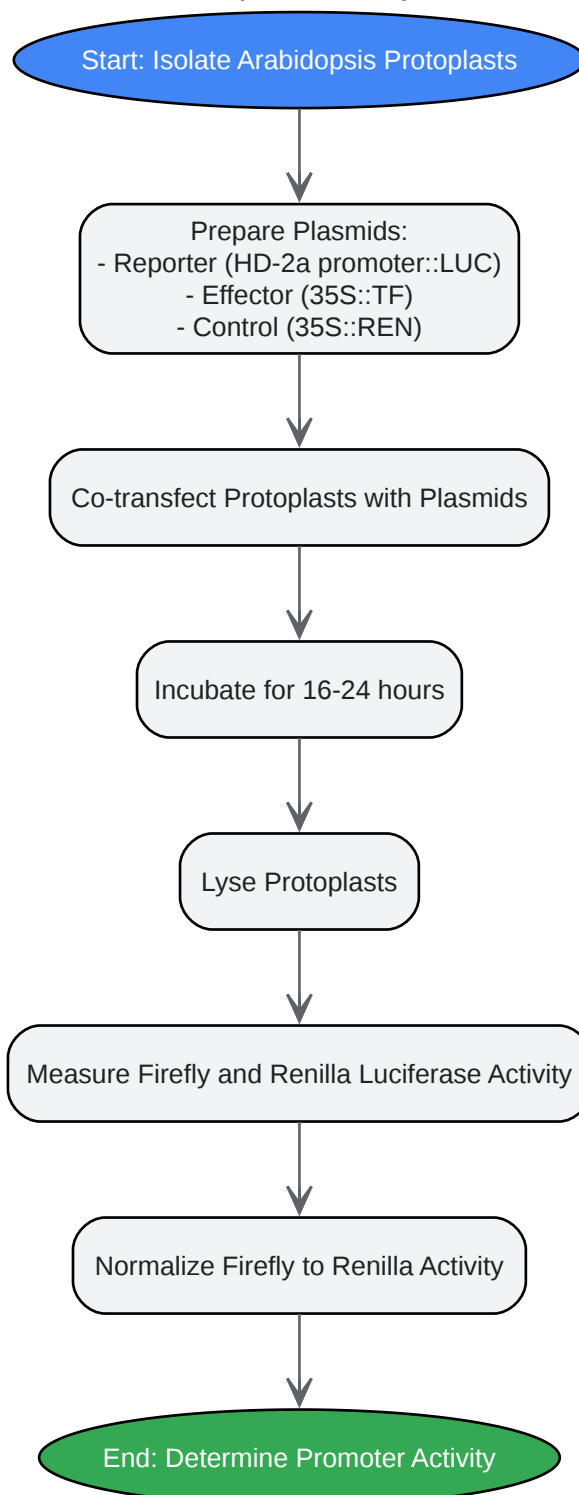 Start: Isolate Arabidopsis Protoplasts
Prepare Plasmids:
- Reporter (HD-2a promoter::LUC)
- Effector (35S::TF)
- Control (35S::REN)
Co-transfect Protoplasts with Plasmids
Incubate for 16-24 hours
Lyse Protoplasts
Measure Firefly and Renilla Luciferase Activity
Normalize Firefly to Renilla Activity
End: Determine Promoter Activity